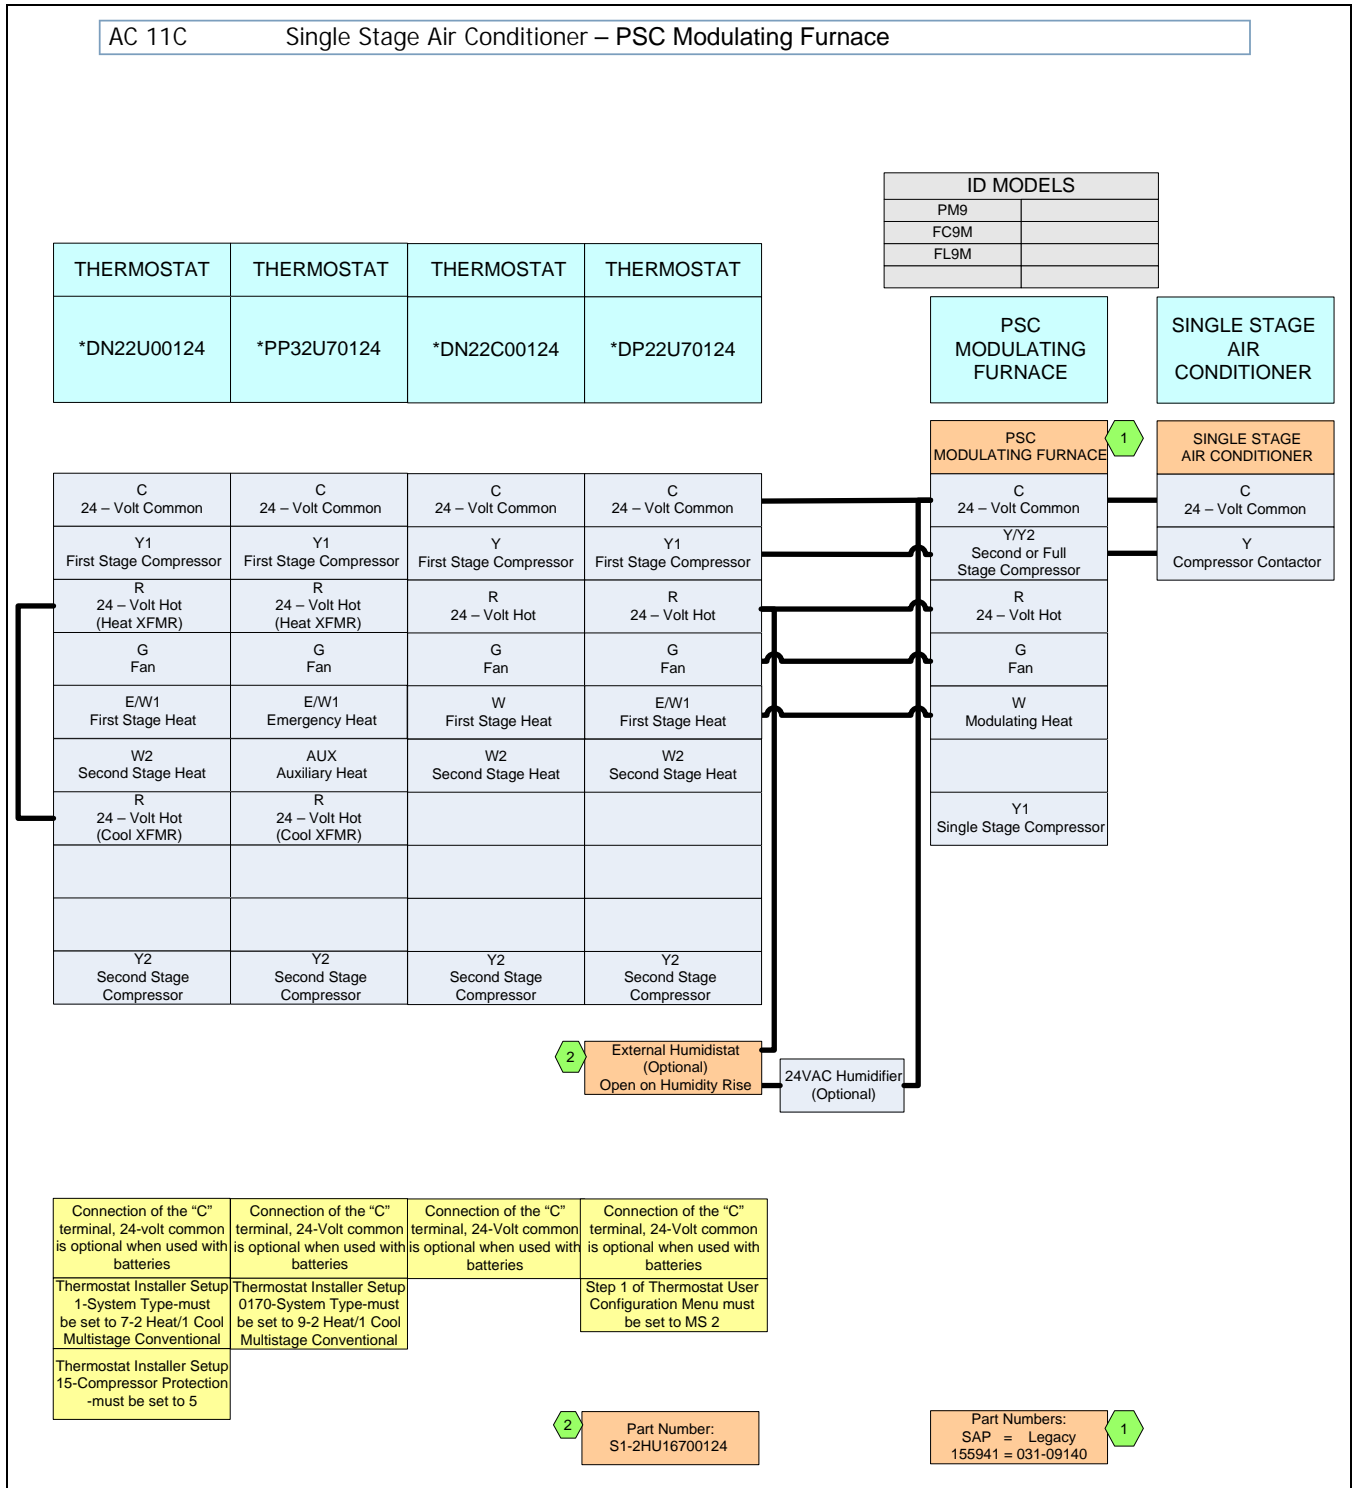 AC 11C Single Stage Air Conditioner – PSC Modulating Furnace
ID MODELS
PM9
FC9M
FL9M
THERMOSTAT THERMOSTAT THERMOSTAT THERMOSTAT
*DN22U00124 *PP32U70124 *DN22C00124 *DP22U70124
PSC
MODULATING
FURNACE
SINGLE STAGE
AIR
CONDITIONER
PSC
MODULATING FURNACE
1
SINGLE STAGE
AIR CONDITIONER
C
24 – Volt Common
Y1
First Stage Compressor
R
24 – Volt Hot
(Heat XFMR)
G
Fan
E/W1
First Stage Heat
W2
Second Stage Heat
R
24 – Volt Hot
(Cool XFMR)
Y2
Second Stage
Compressor
C
24 – Volt Common
Y1
First Stage Compressor
R
24 – Volt Hot
(Heat XFMR)
G
Fan
E/W1
Emergency Heat
AUX
Auxiliary Heat
R
24 – Volt Hot
(Cool XFMR)
Y2
Second Stage
Compressor
C
24 – Volt Common
Y
First Stage Compressor
R
24 – Volt Hot
G
Fan
W
First Stage Heat
W2
Second Stage Heat
Y2
Second Stage
Compressor
C
24 – Volt Common
Y1
First Stage Compressor
R
24 – Volt Hot
G
Fan
E/W1
First Stage Heat
W2
Second Stage Heat
Y2
Second Stage
Compressor
C
24 – Volt Common
Y/Y2
Second or Full
Stage Compressor
R
24 – Volt Hot
G
Fan
W
Modulating Heat
Y1
Single Stage Compressor
C
24 – Volt Common
Y
Compressor Contactor
2
External Humidistat
(Optional)
Open on Humidity Rise
24VAC Humidifier
(Optional)
Connection of the “C”
terminal, 24-volt common
is optional when used with
batteries
Thermostat Installer Setup
1-System Type-must
be set to 7-2 Heat/1 Cool
Multistage Conventional
Thermostat Installer Setup
15-Compressor Protection
-must be set to 5
Connection of the “C”
terminal, 24-Volt common
is optional when used with
batteries
Thermostat Installer Setup
0170-System Type-must
be set to 9-2 Heat/1 Cool
Multistage Conventional
Connection of the “C”
terminal, 24-Volt common
is optional when used with
batteries
Connection of the “C”
terminal, 24-Volt common
is optional when used with
batteries
Step 1 of Thermostat User
Configuration Menu must
be set to MS 2
2
Part Number:
S1-2HU16700124
Part Numbers:
SAP = Legacy
155941 = 031-09140
1